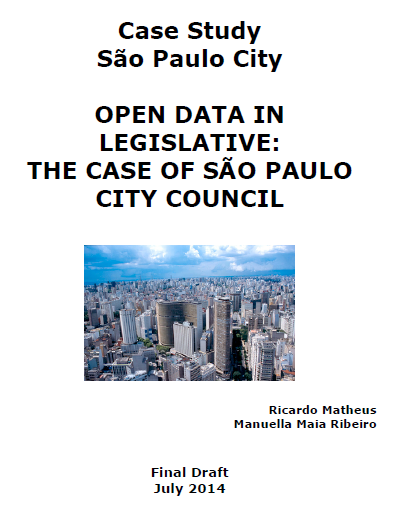 Case Study
São Paulo City
OPEN DATA IN
LEGISLATIVE:
THE CASE OF SÃO PAULO
CITY COUNCIL
Ricardo Matheus
Manuella Maia Ribeiro
Final Draft
July 2014